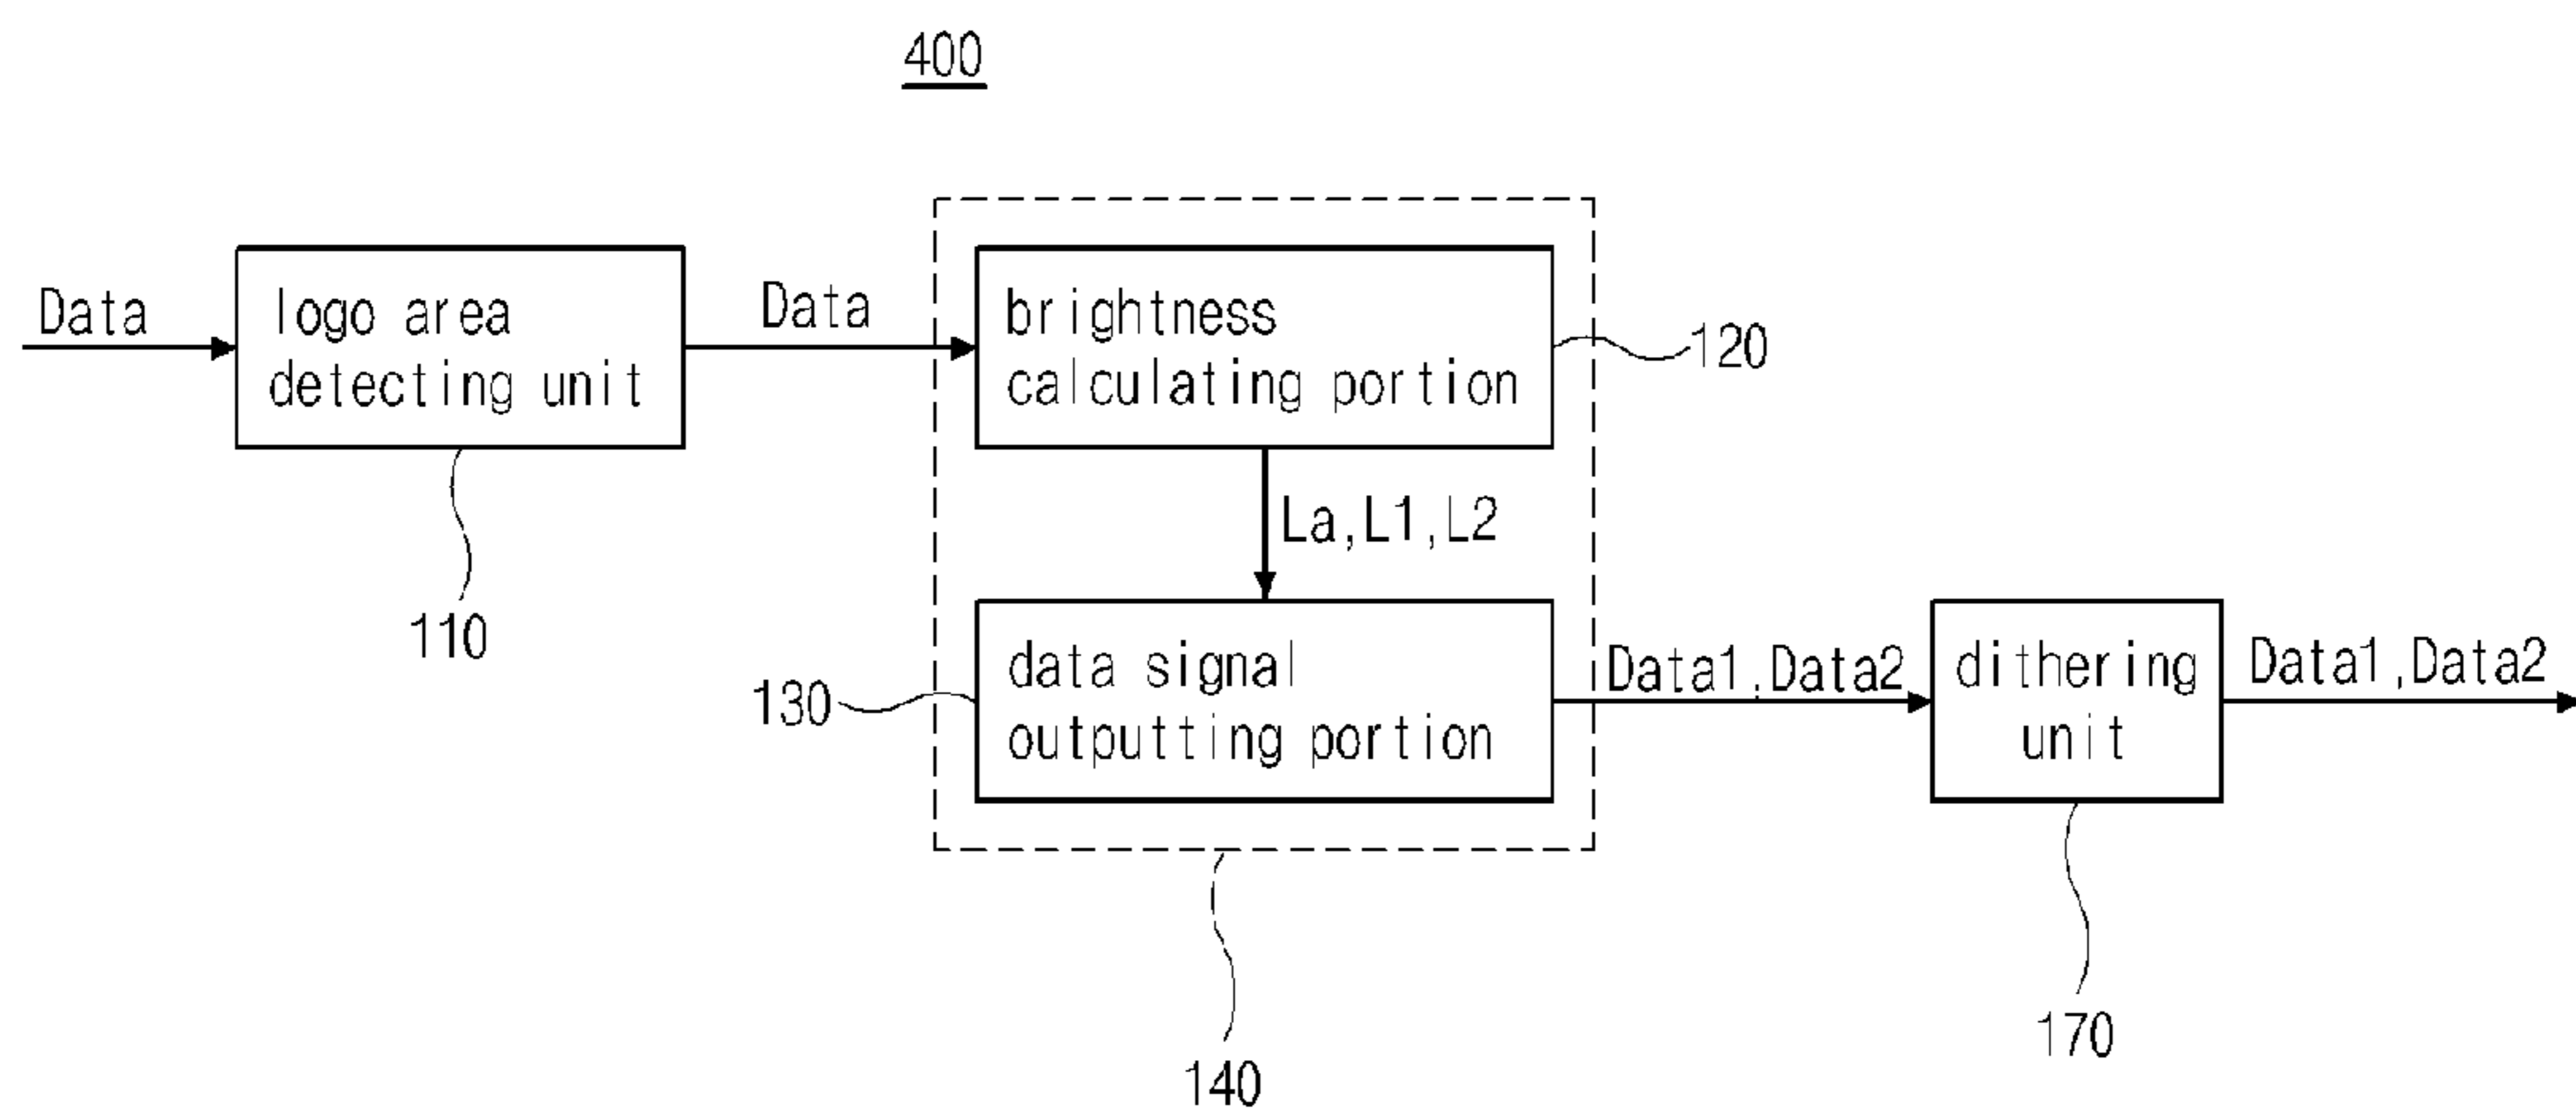 400
Data
logo area
detecting unit
110
Data
brightness
calculating portion
120
La,L1,L2
data signal
outputting portion
130
140
Data1,Data2
dithering
unit
170
Data1,Data2